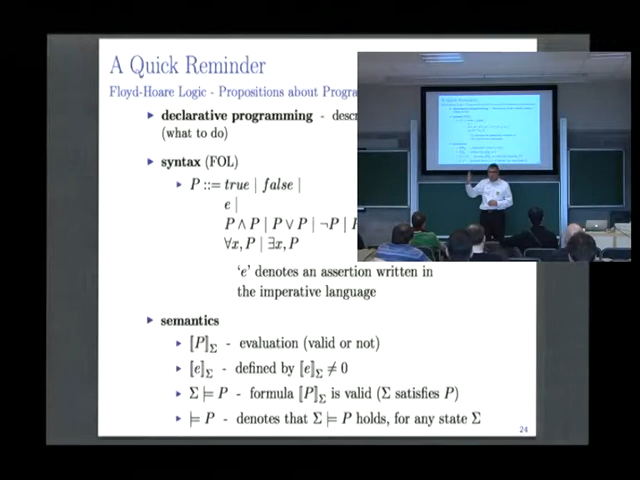 A Quick Reminder
Floyd-Hoare Logic - Propositions about Progra
▸ declarative programming - descr
(what to do)
▸ syntax (FOL)
▸ P ::= true | false |
e |
P ∧ P | P ∨ P | ¬P |
∀x, P | ∃x, P
'e' denotes an assertion written in
the imperative language
▸ semantics
▸ ⟦P⟧Σ - evaluation (valid or not)
▸ ⟦e⟧Σ - defined by ⟦e⟧Σ ≠ 0
▸ Σ ⊨ P - formula ⟦P⟧Σ is valid (Σ satisfies P)
▸ ⊨ P - denotes that Σ ⊨ P holds, for any state Σ
24
A Quick Reminder